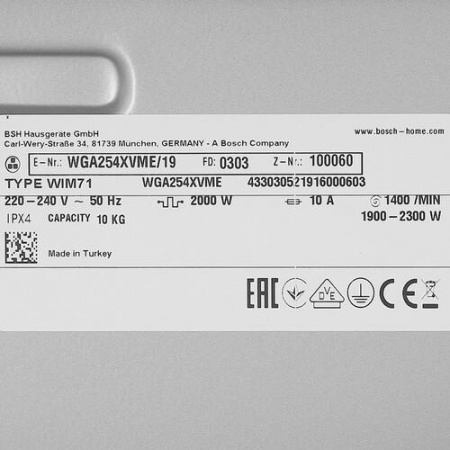 BSH Hausgeräte GmbH
Carl-Wery-Straße 34, 81739 München, GERMANY - A Bosch Company
www.bosch-home.com
E-Nr.: WGA254XVME/19 FD: 0303 Z-Nr.: 100060
TYPE WIM71 WGA254XVME 433030521916000603
220-240 V ~ 50 Hz 2000 W 10 A 1400 /MIN
IPX4 CAPACITY 10 KG 1900-2300 W
Made in Turkey
EAC DVE CE